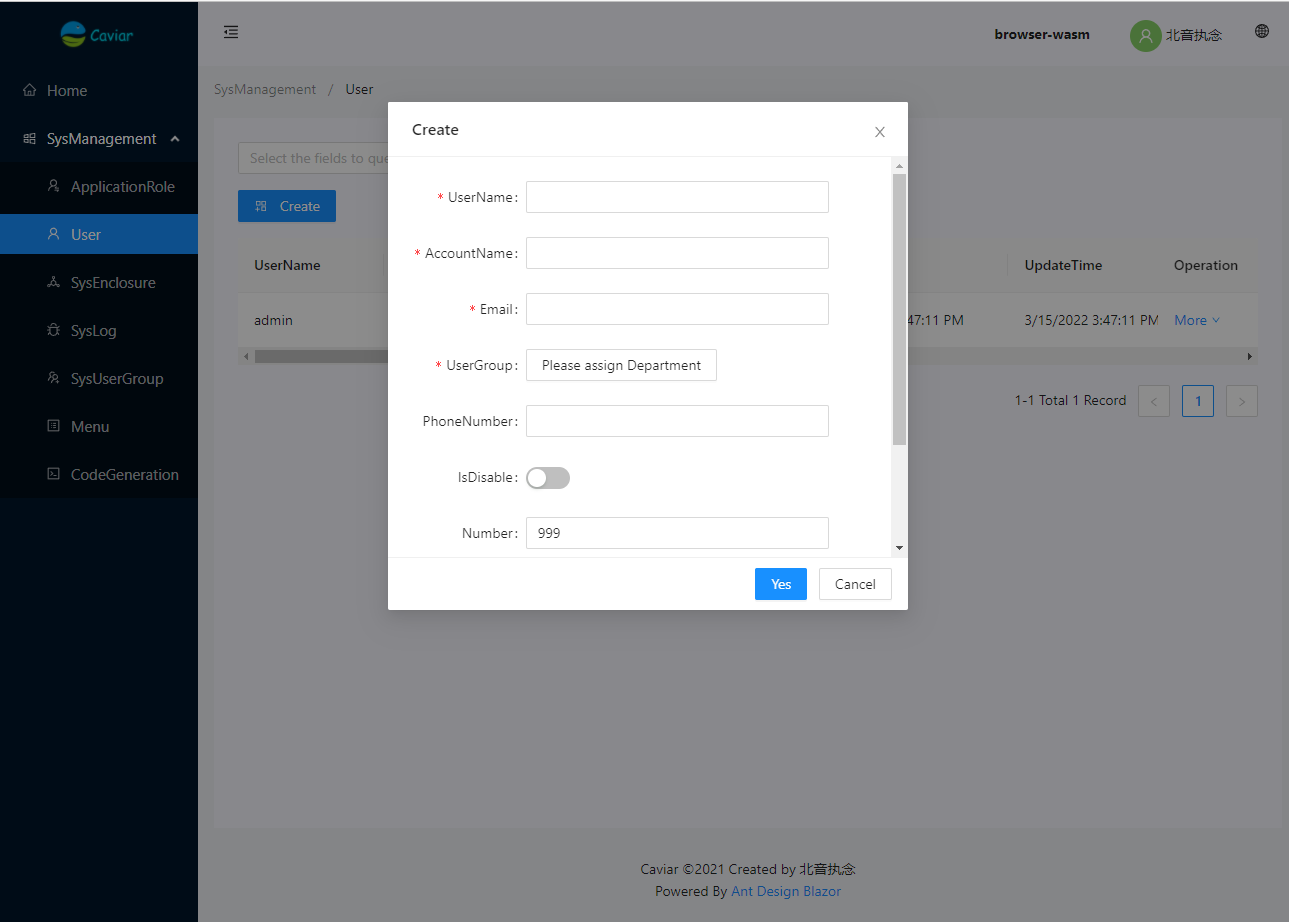 Caviar
browser-wasm
北音执念
Home
SysManagement
ApplicationRole
User
SysEnclosure
SysLog
SysUserGroup
Menu
CodeGeneration
SysManagement / User
Select the fields to que
Create
UserName
UpdateTime
Operation
admin
47:11 PM
3/15/2022 3:47:11 PM
More
1-1 Total 1 Record
<
1
>
Create
* UserName:
* AccountName:
* Email:
* UserGroup: Please assign Department
PhoneNumber:
IsDisable:
Number: 999
Yes
Cancel
Caviar ©2021 Created by 北音执念
Powered By Ant Design Blazor